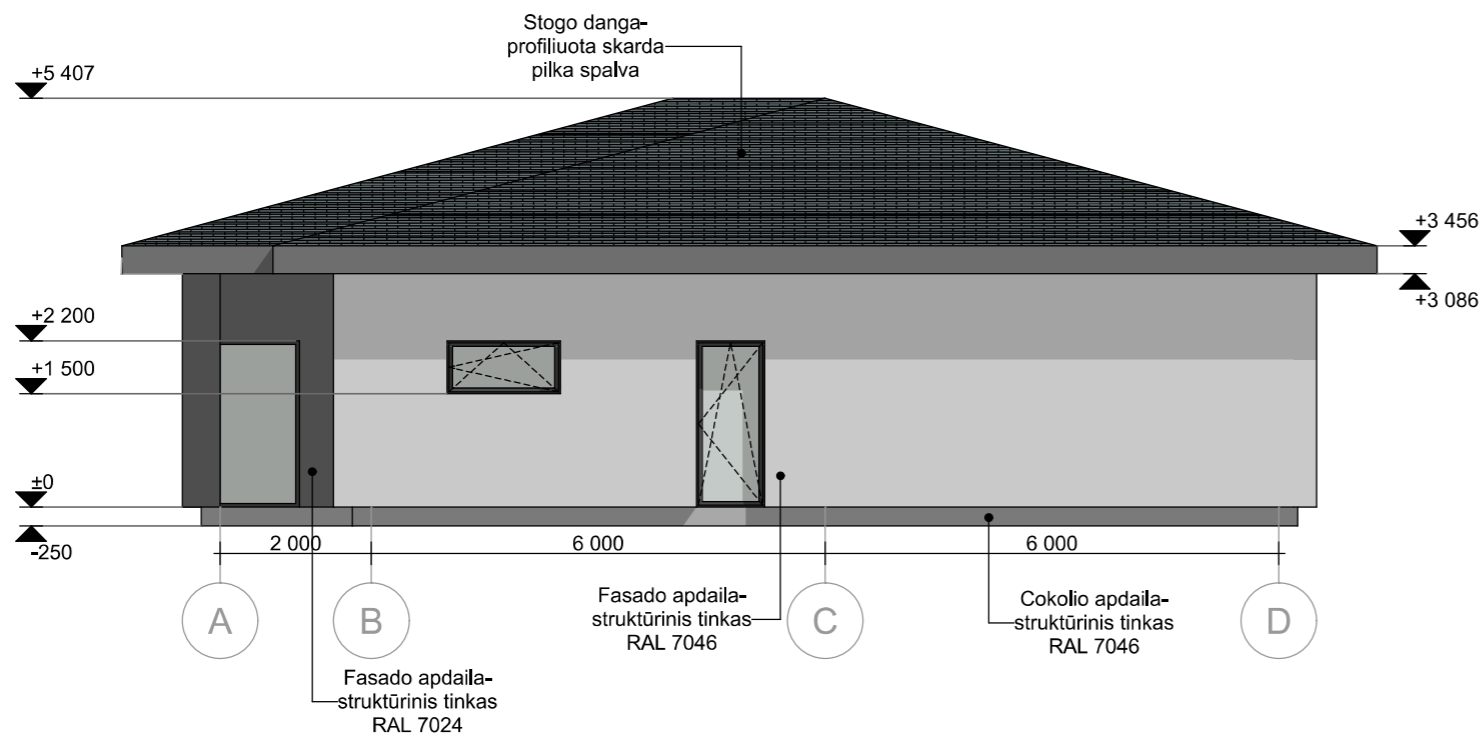 Stogo danga-
profiliuota skarda
pilka spalva
+5 407
+3 456
+3 086
+2 200
+1 500
±0
-250
2 000
6 000
6 000
A
B
C
D
Fasado apdaila-
struktūrinis tinkas
RAL 7046
Cokolio apdaila-
struktūrinis tinkas
RAL 7046
Fasado apdaila-
struktūrinis tinkas
RAL 7024